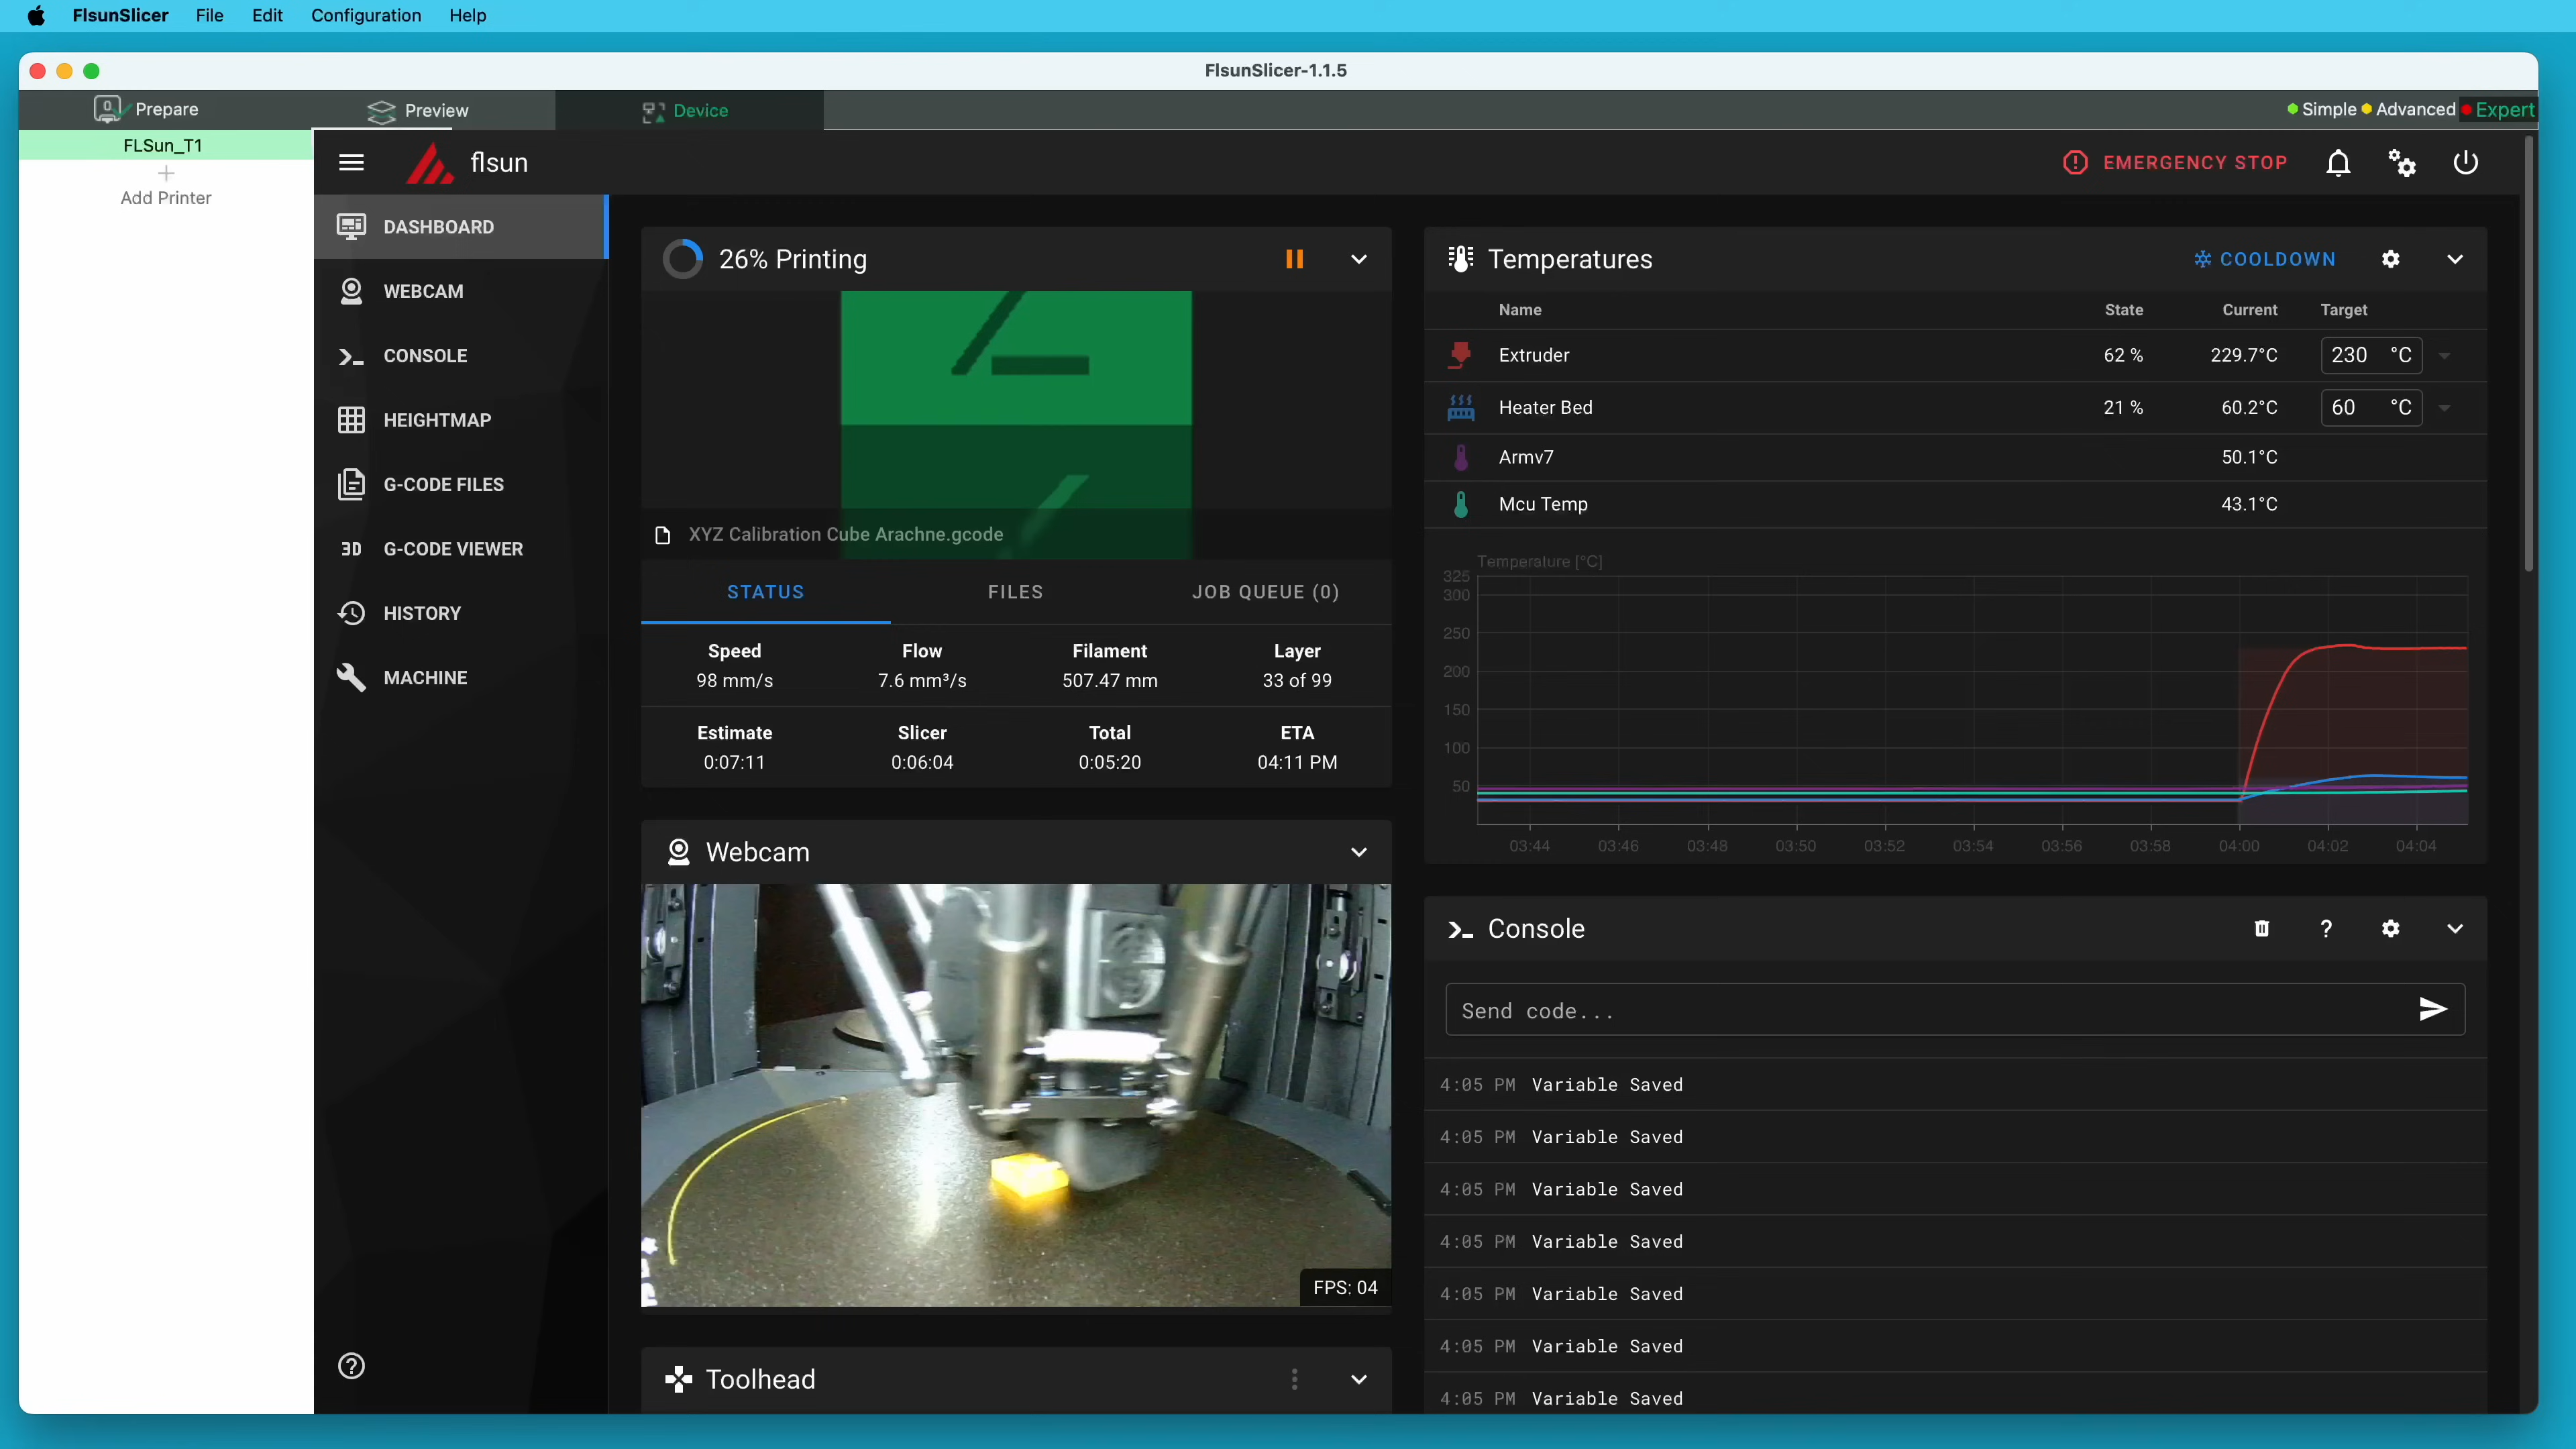 FlsunSlicer File Edit Configuration Help
FlsunSlicer-1.1.5
Prepare Preview Device Simple Advanced Expert
FLSun_T1
Add Printer
flsun
EMERGENCY STOP
DASHBOARD
WEBCAM
CONSOLE
HEIGHTMAP
G-CODE FILES
3D G-CODE VIEWER
HISTORY
MACHINE
26% Printing
XYZ Calibration Cube Arachne.gcode
STATUS FILES JOB QUEUE (0)
Speed Flow Filament Layer
98 mm/s 7.6 mm³/s 507.47 mm 33 of 99
Estimate Slicer Total ETA
0:07:11 0:06:04 0:05:20 04:11 PM
Webcam
FPS: 04
Toolhead
Temperatures
COOLDOWN
Name State Current Target
Extruder 62 % 229.7°C 230 °C
Heater Bed 21 % 60.2°C 60 °C
Armv7 50.1°C
Mcu Temp 43.1°C
Temperature [°C]
325
300
250
200
150
100
50
03:44 03:46 03:48 03:50 03:52 03:54 03:56 03:58 04:00 04:02 04:04
Console
Send code...
4:05 PM Variable Saved
4:05 PM Variable Saved
4:05 PM Variable Saved
4:05 PM Variable Saved
4:05 PM Variable Saved
4:05 PM Variable Saved
4:05 PM Variable Saved